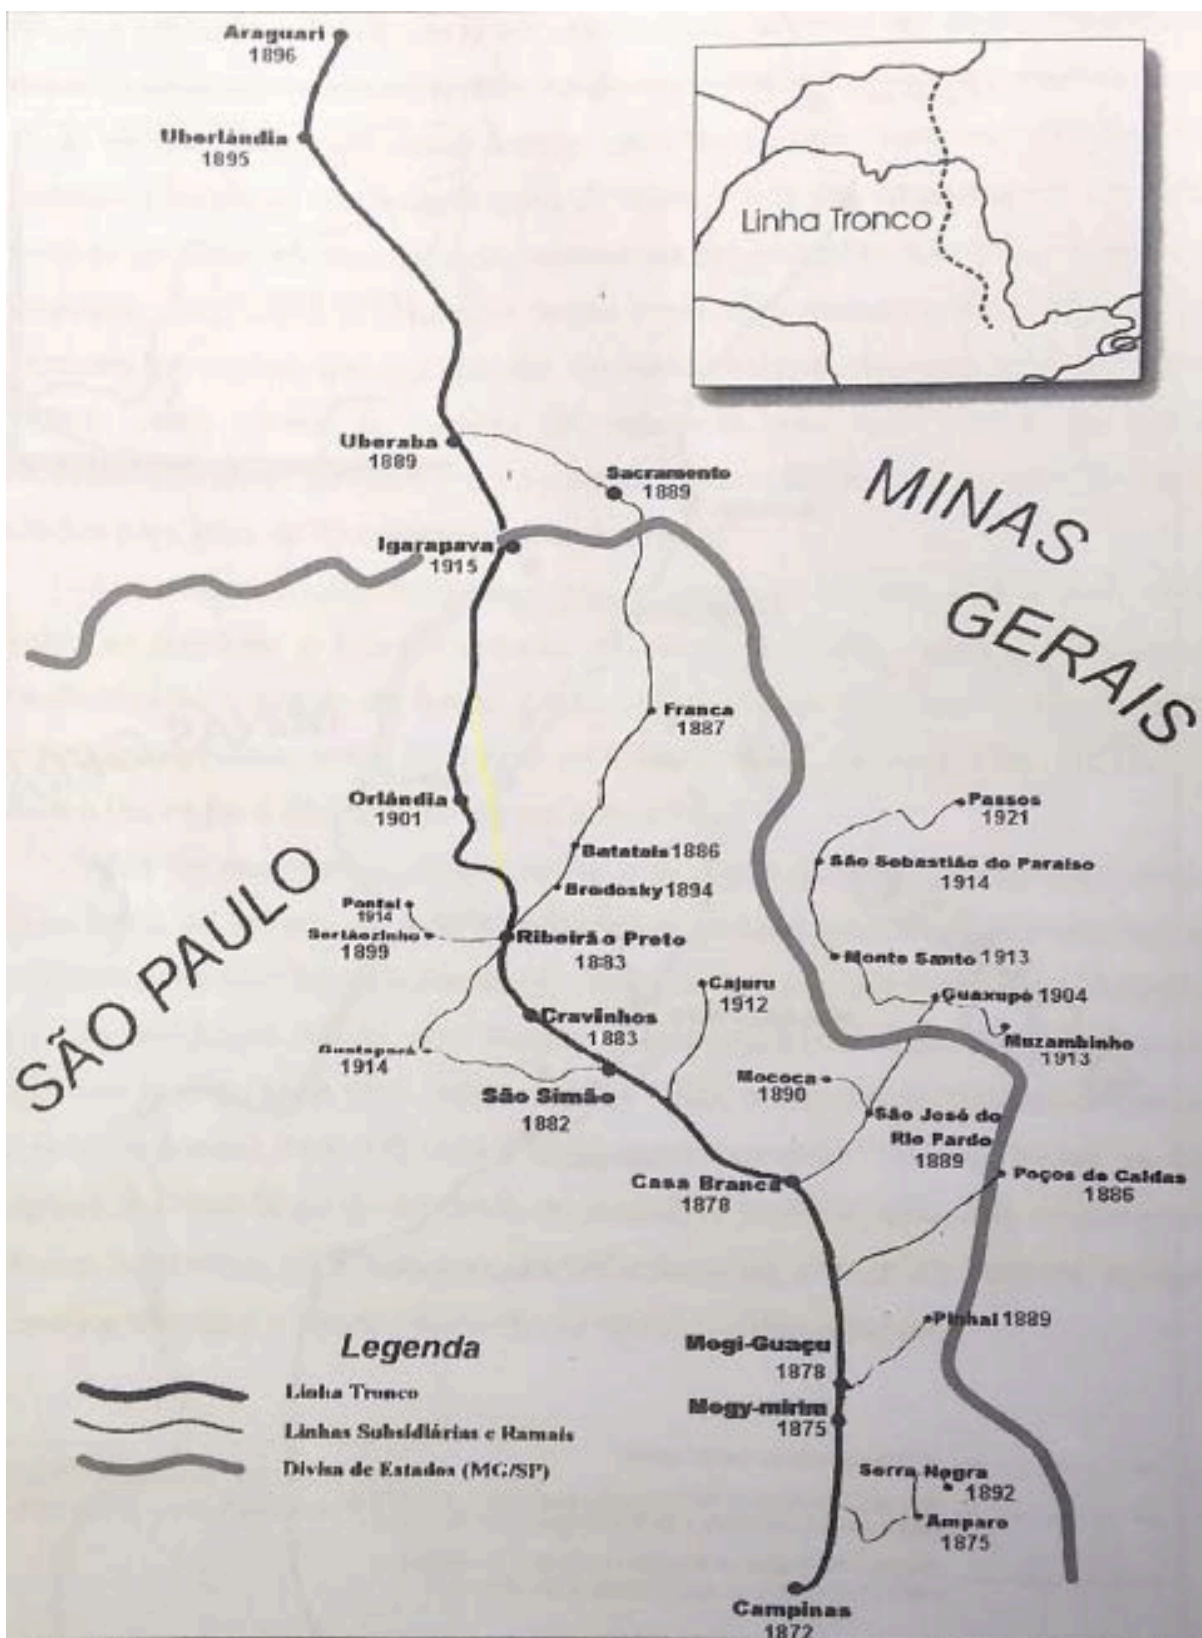 Araguari
1896
Uberlândia
1895
Linha Tronco
Uberaba
1889
Sacramento
1889
MINAS
GERAIS
Igarapava
1915
Franca
1887
Orlândia
1901
Passos
1921
Batatais 1886
São Sebastião do Paraíso
1914
Brodosky 1894
SÃO PAULO
Pontal
1914
Sertãozinho
1899
Ribeirão Preto
1883
Monte Santo 1913
Cajuru
1912
Guaxupé 1904
Cravinhos
1883
Muzambinho
1913
Guatapará
1914
São Simão
1882
Mococa
1890
São José do
Rio Pardo
1889
Casa Branca
1878
Poços de Caldas
1886
Pinhal 1889
Legenda
Linha Tronco
Linhas Subsidiárias e Ramais
Divisa de Estados (MG/SP)
Mogi-Guaçu
1878
Mogy-mirim
1875
Serra Negra
1892
Amparo
1875
Campinas
1872